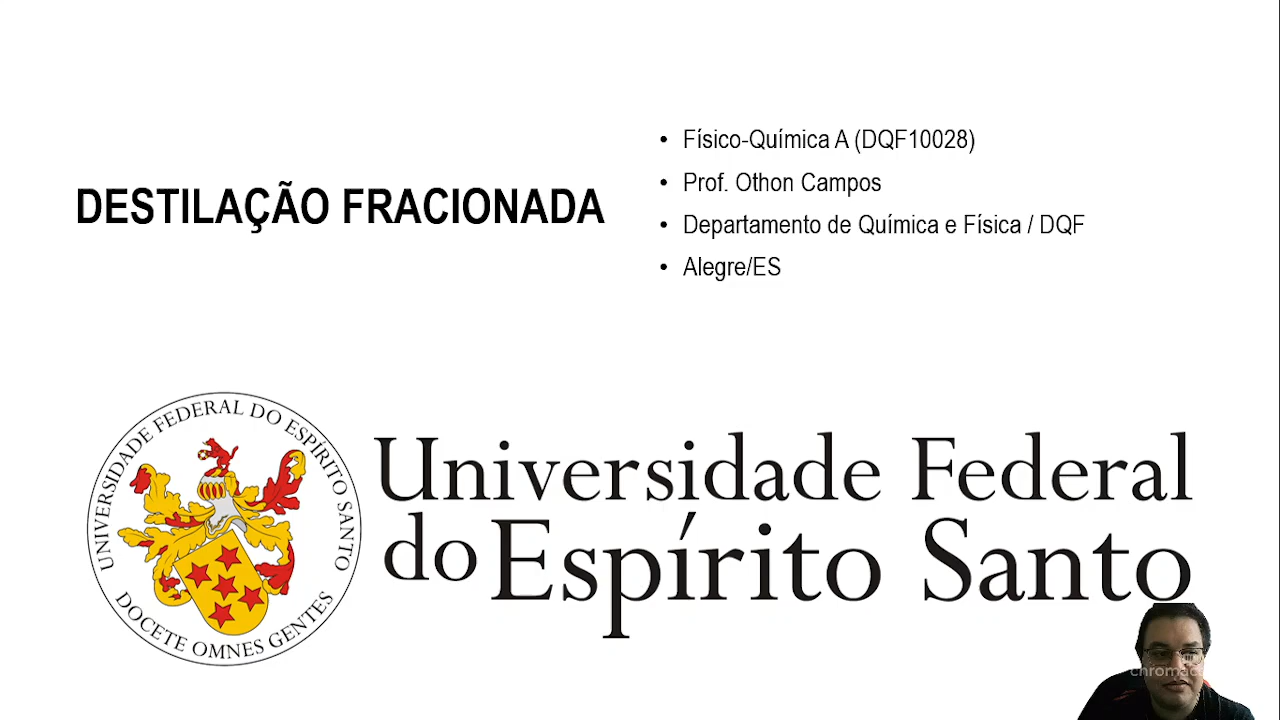 DESTILAÇÃO FRACIONADA
• Físico-Química A (DQF10028)
• Prof. Othon Campos
• Departamento de Química e Física / DQF
• Alegre/ES
UNIVERSIDADE FEDERAL DO ESPÍRITO SANTO
DOCETE OMNES GENTES
Universidade Federal
do Espírito Santo